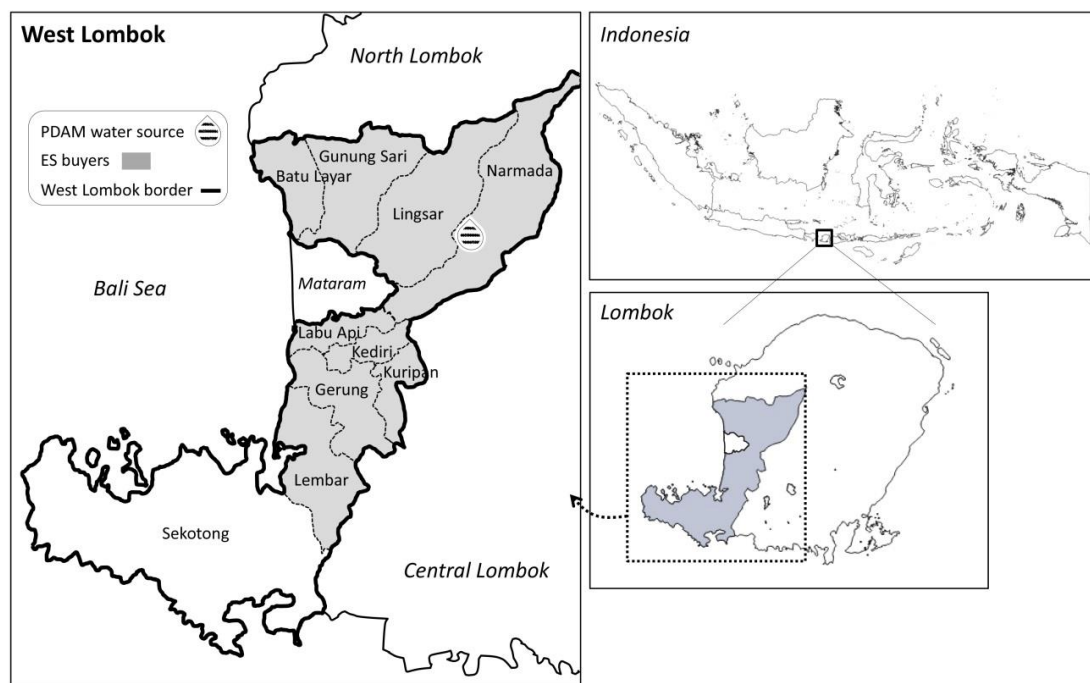 West Lombok
North Lombok
PDAM water source
ES buyers
West Lombok border
Gunung Sari
Batu Layar
Narmada
Lingsar
Bali Sea
Mataram
Labu Api
Kediri
Kuripan
Gerung
Lembar
Sekotong
Central Lombok
Indonesia
Lombok